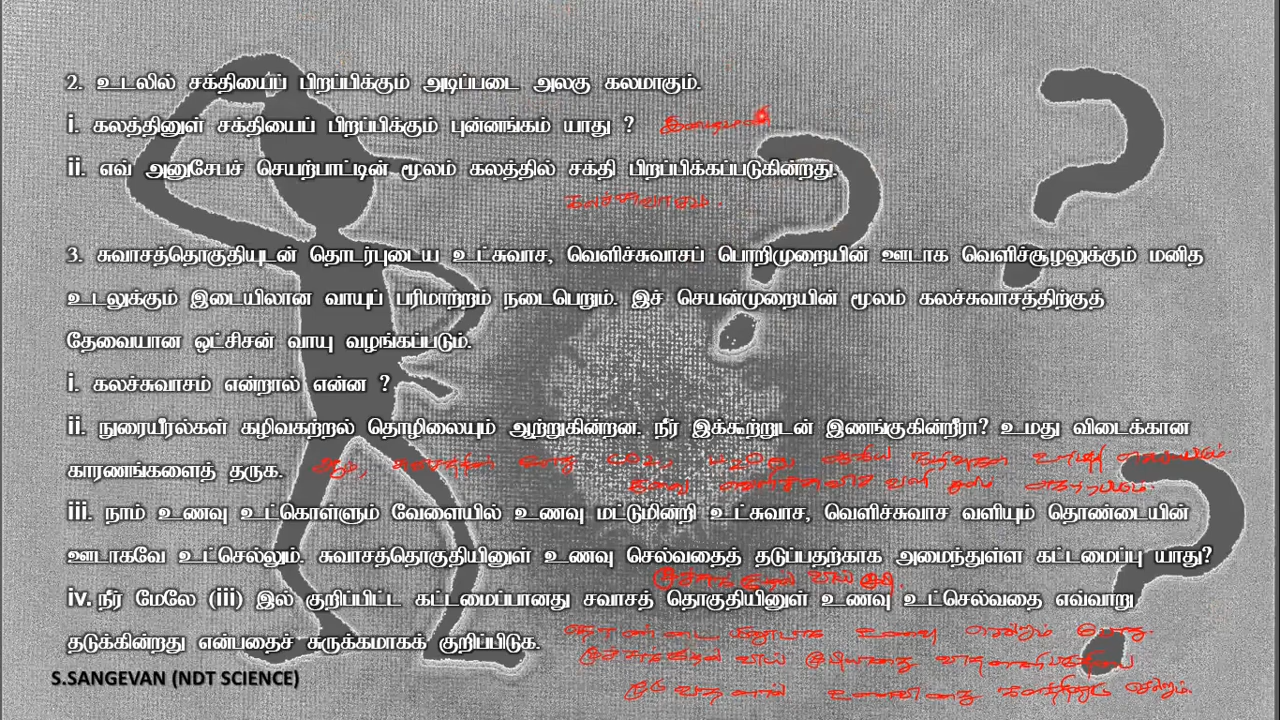 2. உடலில் சக்தியைப் பிறப்பிக்கும் அடிப்படை அலகு கலமாகும்.
i. கலத்தினுள் சக்தியைப் பிறப்பிக்கும் புன்னங்கம் யாது ?
ii. எவ் அனுசேபச் செயற்பாட்டின் மூலம் கலத்தில் சக்தி பிறப்பிக்கப்படுகின்றது.
கலச்சுவாசம்.
3. சுவாசத்தொகுதியுடன் தொடர்புடைய உட்சுவாச, வெளிச்சுவாசப் பொறிமுறையின் ஊடாக வெளிச்சூழலுக்கும் மனித
உடலுக்கும் இடையிலான வாயுப் பரிமாற்றம் நடைபெறும். இச் செயன்முறையின் மூலம் கலச்சுவாசத்திற்குத்
தேவையான ஒட்சிசன் வாயு வழங்கப்படும்.
i. கலச்சுவாசம் என்றால் என்ன ?
ii. நுரையீரல்கள் கழிவகற்றல் தொழிலையும் ஆற்றுகின்றன. நீர் இக்கூற்றுடன் இணங்குகின்றீரா? உமது விடைக்கான
காரணங்களைத் தருக. ஆம்,
iii. நாம் உணவு உட்கொள்ளும் வேளையில் உணவு மட்டுமின்றி உட்சுவாச, வெளிச்சுவாச வளியும் தொண்டையின்
ஊடாகவே உட்செல்லும். சுவாசத்தொகுதியினுள் உணவு செல்வதைத் தடுப்பதற்காக அமைந்துள்ள கட்டமைப்பு யாது?
iv. நீர் மேலே (iii) இல் குறிப்பிட்ட கட்டமைப்பானது சவாசத் தொகுதியினுள் உணவு உட்செல்வதை எவ்வாறு
தடுக்கின்றது என்பதைச் சுருக்கமாகக் குறிப்பிடுக.
S.SANGEVAN (NDT SCIENCE)